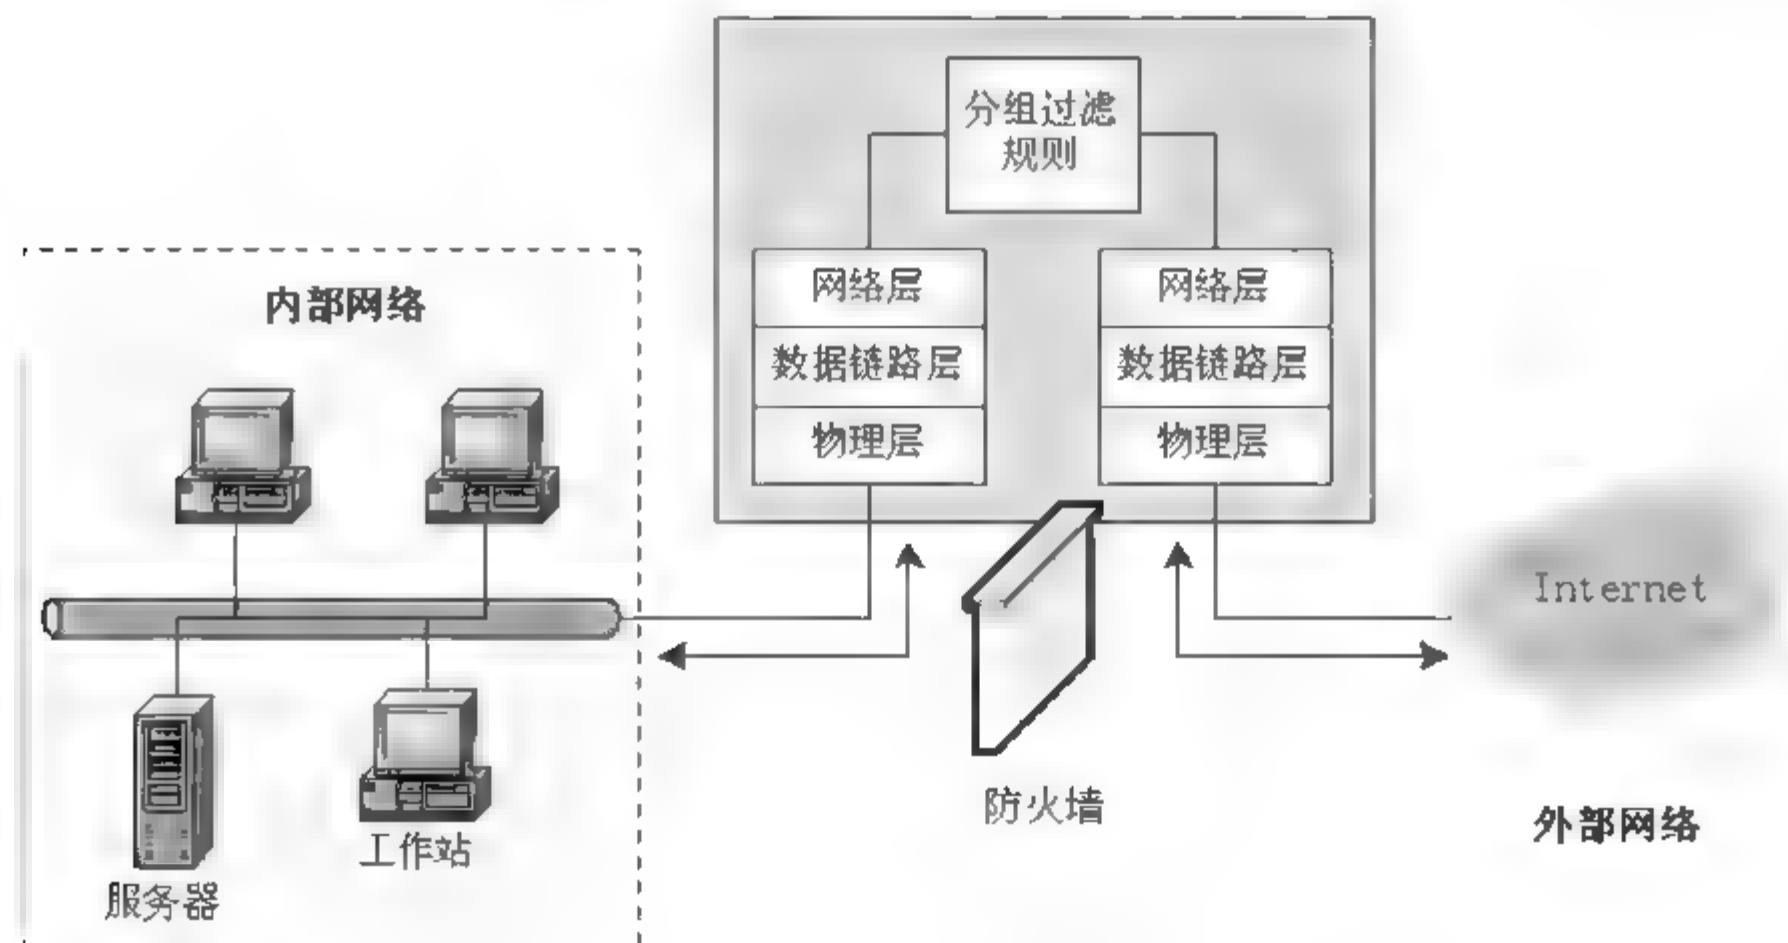 分组过滤
规则
网络层
网络层
数据链路层
数据链路层
物理层
物理层
内部网络
Internet
防火墙
外部网络
工作站
服务器